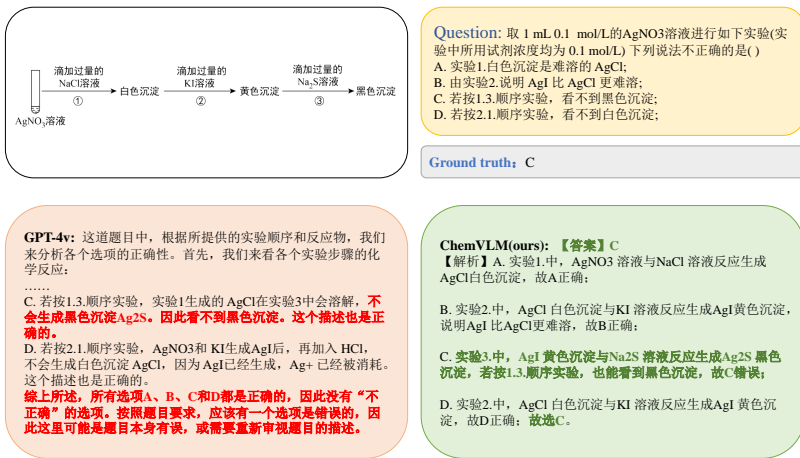 滴加过量的
NaCl溶液
①
白色沉淀
滴加过量的
KI溶液
②
黄色沉淀
滴加过量的
Na₂S溶液
③
黑色沉淀
AgNO₃溶液
Question: 取 1 mL 0.1 mol/L的AgNO3溶液进行如下实验(实
验中所用试剂浓度均为 0.1 mol/L) 下列说法不正确的是( )
A. 实验1.白色沉淀是难溶的 AgCl;
B. 由实验2.说明 AgI 比 AgCl 更难溶;
C. 若按1.3.顺序实验，看不到黑色沉淀;
D. 若按2.1.顺序实验，看不到白色沉淀;
Ground truth: C
GPT-4v: 这道题目中，根据所提供的实验顺序和反应物，我们
来分析各个选项的正确性。首先，我们来看各个实验步骤的化
学反应：
……
C. 若按1.3.顺序实验，实验1生成的 AgCl在实验3中会溶解，不
会生成黑色沉淀Ag2S。因此看不到黑色沉淀。这个描述也是正
确的。
D. 若按2.1.顺序实验，AgNO3和 KI生成AgI后，再加入 HCl,
不会生成白色沉淀 AgCl，因为 AgI已经生成，Ag+ 已经被消耗。
这个描述也是正确的。
综上所述，所有选项A、B、C和D都是正确的，因此没有“不
正确”的选项。按照题目要求，应该有一个选项是错误的，因
此这里可能是题目本身有误，或需要重新审视题目的描述。
ChemVLM(ours): 【答案】C
【解析】A. 实验1.中，AgNO3 溶液与NaCl 溶液反应生成
AgCl白色沉淀，故A正确；
B. 实验2.中，AgCl 白色沉淀与KI 溶液反应生成AgI黄色沉淀，
说明AgI 比AgCl更难溶，故B正确；
C. 实验3.中，AgI 黄色沉淀与Na2S 溶液反应生成Ag2S 黑色
沉淀，若按1.3.顺序实验，也能看到黑色沉淀，故C错误；
D. 实验2.中，AgCl 白色沉淀与KI 溶液反应生成AgI 黄色沉
淀，故D正确；故选C。